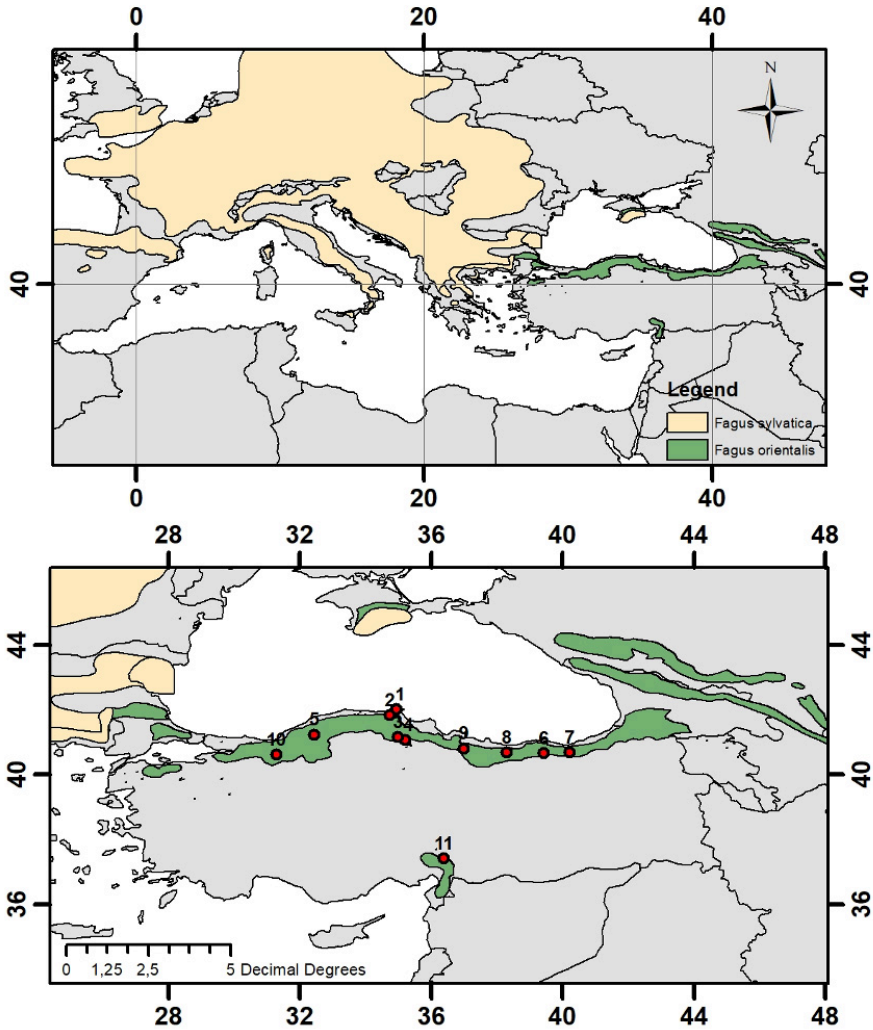 0 20 40
N
40 40
Legend
Fagus sylvatica
Fagus orientalis
0 20 40
28 32 36 40 44 48
44 44
2 1
5 3 4
10 9 8 6 7
40 40
11
36 36
0 1,25 2,5 5 Decimal Degrees
28 32 36 40 44 48